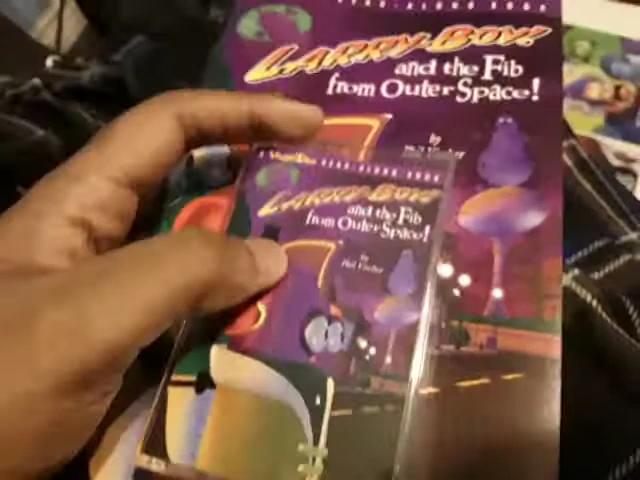 READ-ALONG BOOK
LARRY-BOY!
and the Fib
from Outer Space!
by
Phil Vischer
READ-ALONG BOOK
LARRY-BOY!
and the Fib
from Outer Space!
by
Phil Vischer